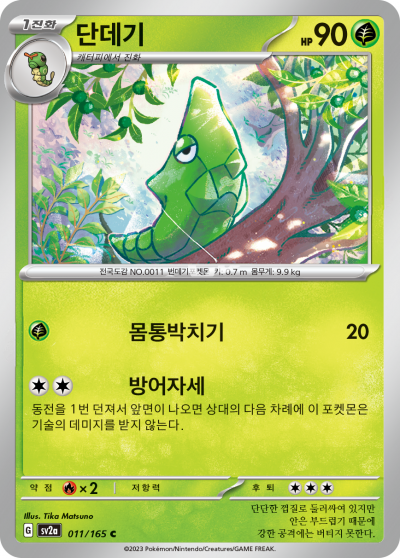 1진화 단데기 HP 90
캐터피에서 진화
전국도감 NO.0011 번데기포켓몬 키: 0.7 m 몸무게: 9.9 kg
몸통박치기 20
방어자세
동전을 1번 던져서 앞면이 나오면 상대의 다음 차례에 이 포켓몬은
기술의 데미지를 받지 않는다.
약점 ×2 저항력 후퇴
Illus. Tika Matsuno
G sv2a 011/165 C
단단한 껍질로 둘러싸여 있지만
안은 부드럽기 때문에
강한 공격에는 버티지 못한다.
©2023 Pokémon/Nintendo/Creatures/GAME FREAK.